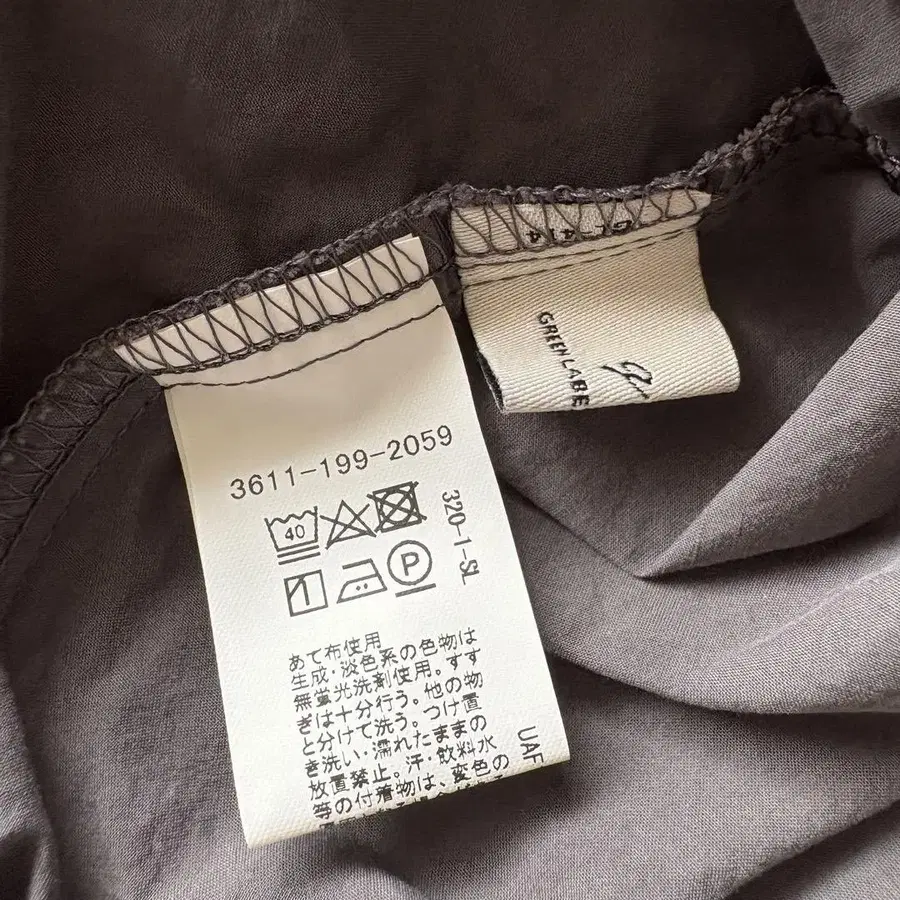 GREEN LABE
3611-199-2059
40
P
320-1-SL
あて布使用
生成・淡色系の色物は
無蛍光洗剤使用。すす
ぎは十分行う。他の物
と分けて洗う。つけ置
き洗い・濡れたままの
放置禁止。汗・飲料水
等の付着物は、変色の
UAF